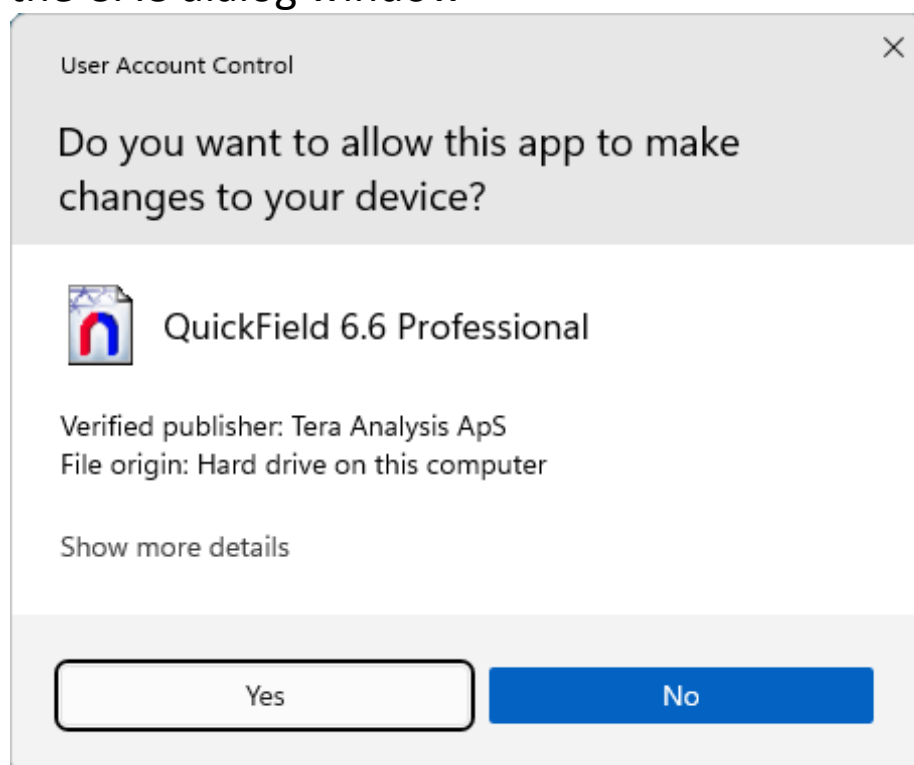 User Account Control
Do you want to allow this app to make
changes to your device?
QuickField 6.6 Professional
Verified publisher: Tera Analysis ApS
File origin: Hard drive on this computer
Show more details
Yes
No